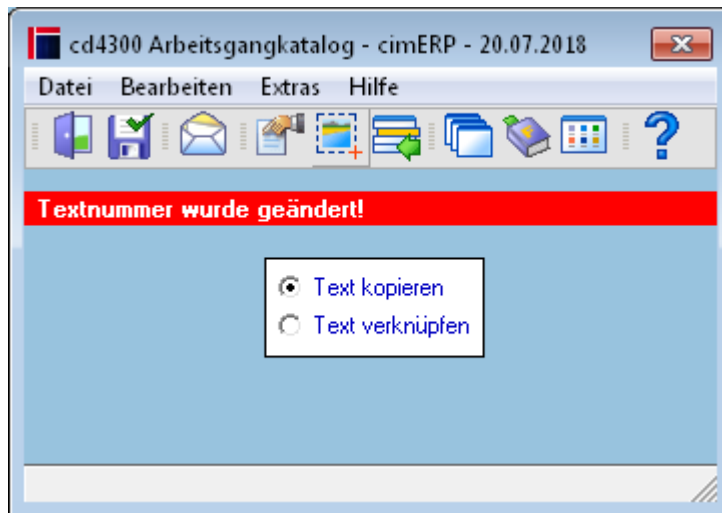 cd4300 Arbeitsgangkatalog - cimERP - 20.07.2018
Datei Bearbeiten Extras Hilfe
Textnummer wurde geändert!
Text kopieren
Text verknüpfen